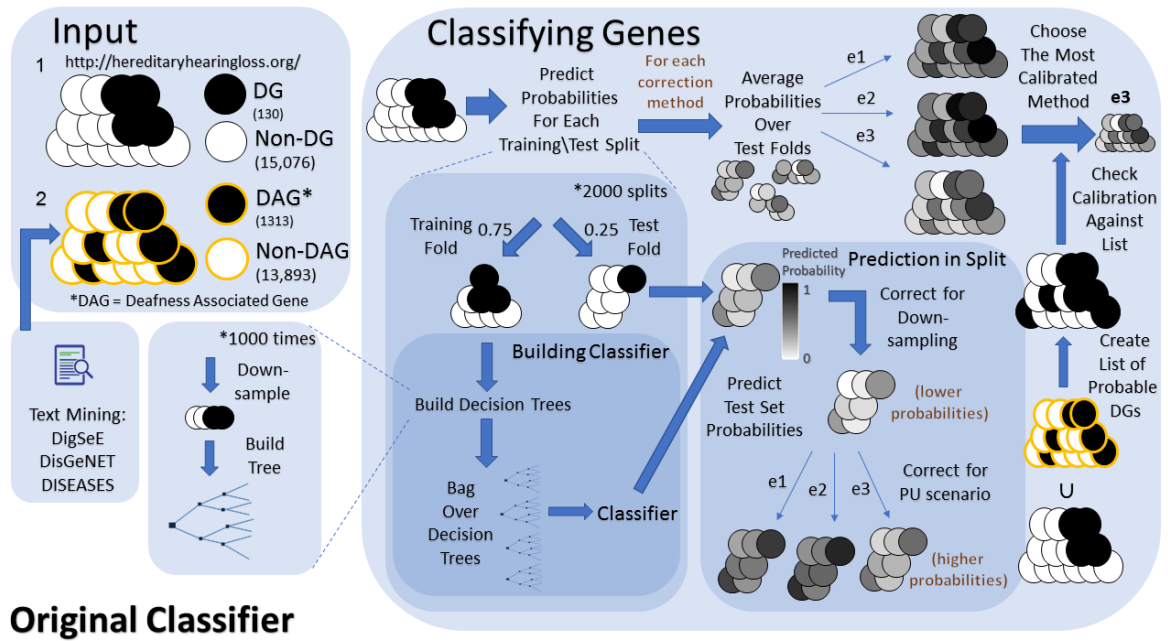 Input
1
http://hereditaryhearingloss.org/
DG
(130)
Non-DG
(15,076)
2
DAG*
(1313)
Non-DAG
(13,893)
*DAG = Deafness Associated Gene
Text Mining:
DigSeE
DisGeNET
DISEASES
*1000 times
Down-
sample
Build
Tree
Classifying Genes
Predict
Probabilities
For Each
Training\Test Split
For each
correction
method
Average
Probabilities
Over
Test Folds
e1
e2
e3
Choose
The Most
Calibrated
Method
e3
Check
Calibration
Against
List
Create
List of
Probable
DGs
∪
*2000 splits
Training
Fold
0.75
0.25
Test
Fold
Building Classifier
Build Decision Trees
Bag
Over
Decision
Trees
Classifier
Predicted
Probability
1
0
Prediction in Split
Correct for
Down-
sampling
Predict
Test Set
Probabilities
(lower
probabilities)
e1
e2
e3
Correct for
PU scenario
(higher
probabilities)
Original Classifier